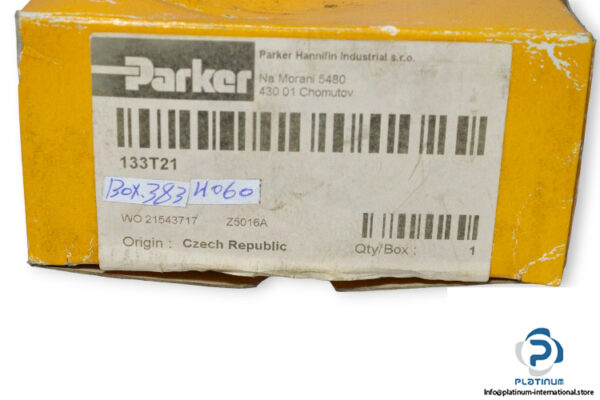 Parker
Parker Hannifin Industrial s.r.o.
Na Morani 5480
430 01 Chomutov
133T21
BOX.383 H060
WO 21543717 Z5016A
Origin : Czech Republic
Qty/Box : 1
PLATINUM
Info@platinum-international.store